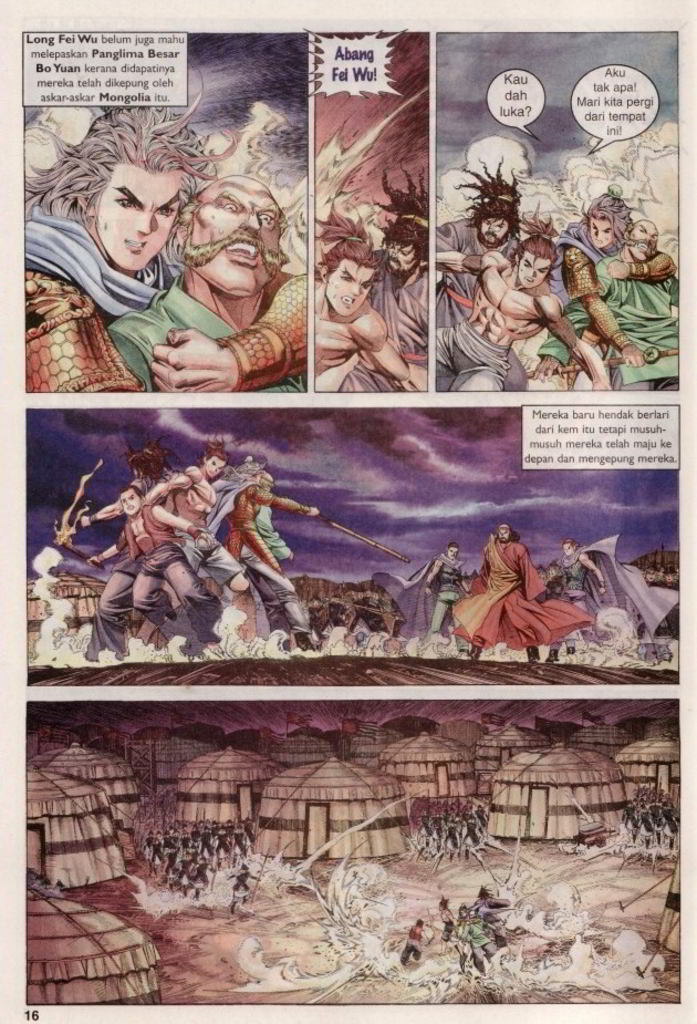 Long Fei Wu belum juga mahu
melepaskan Panglima Besar
Bo Yuan kerana didapatinya
mereka telah dikepung oleh
askar-askar Mongolia itu.
Abang
Fei Wu!
Kau
dah
luka?
Aku
tak apa!
Mari kita pergi
dari tempat
ini!
Mereka baru hendak berlari
dari kem itu tetapi musuh-
musuh mereka telah maju ke
depan dan mengepung mereka.
16